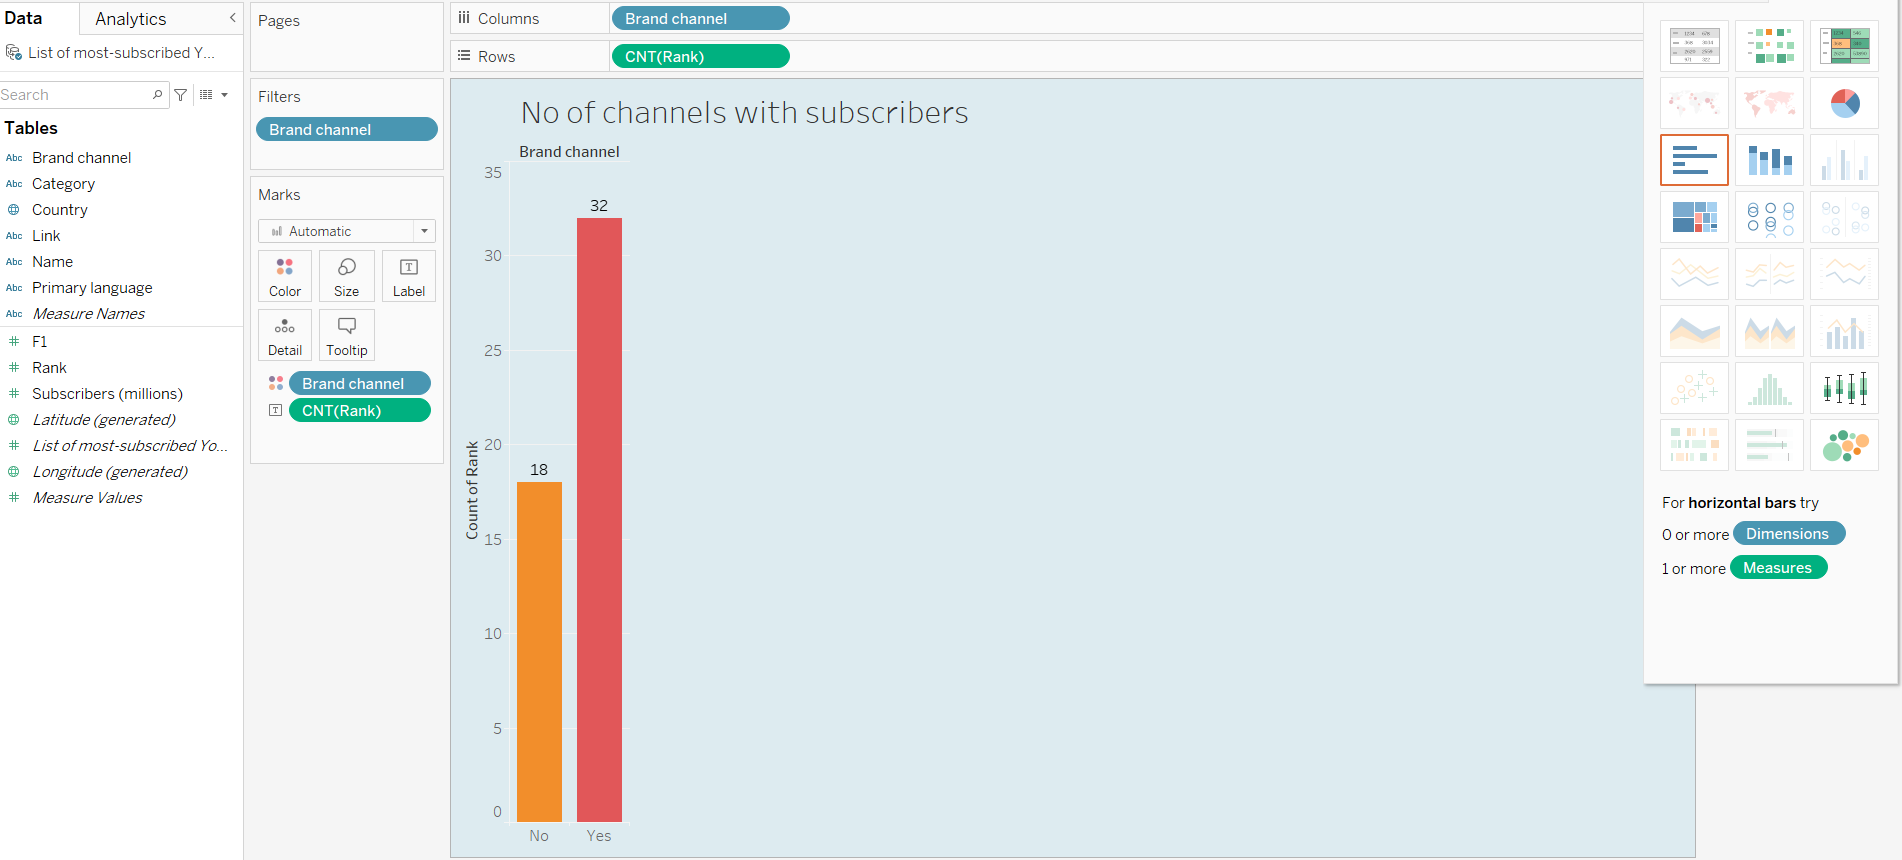 Data
Analytics
List of most-subscribed Y...
Search
Tables
Abc Brand channel
Abc Category
Country
Abc Link
Abc Name
Abc Primary language
Abc Measure Names
# F1
# Rank
# Subscribers (millions)
Latitude (generated)
# List of most-subscribed Yo...
Longitude (generated)
# Measure Values
Pages
Filters
Brand channel
Marks
Automatic
Color Size Label
Detail Tooltip
Brand channel
CNT(Rank)
Columns Brand channel
Rows CNT(Rank)
No of channels with subscribers
Brand channel
35
32
30
25
20
18
15
10
5
0
Count of Rank
No Yes
For horizontal bars try
0 or more Dimensions
1 or more Measures